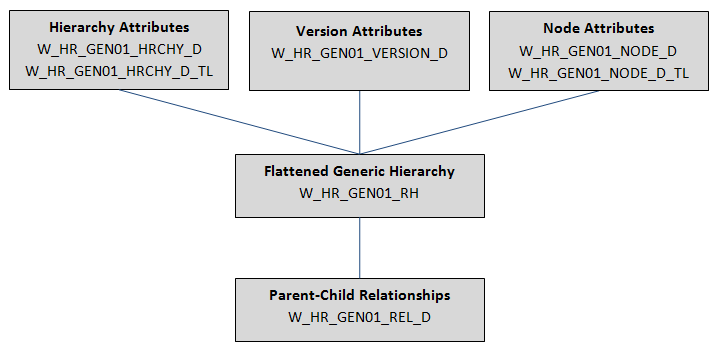 Hierarchy Attributes
W_HR_GEN01_HRCHY_D
W_HR_GEN01_HRCHY_D_TL
Version Attributes
W_HR_GEN01_VERSION_D
Node Attributes
W_HR_GEN01_NODE_D
W_HR_GEN01_NODE_D_TL
Flattened Generic Hierarchy
W_HR_GEN01_RH
Parent-Child Relationships
W_HR_GEN01_REL_D